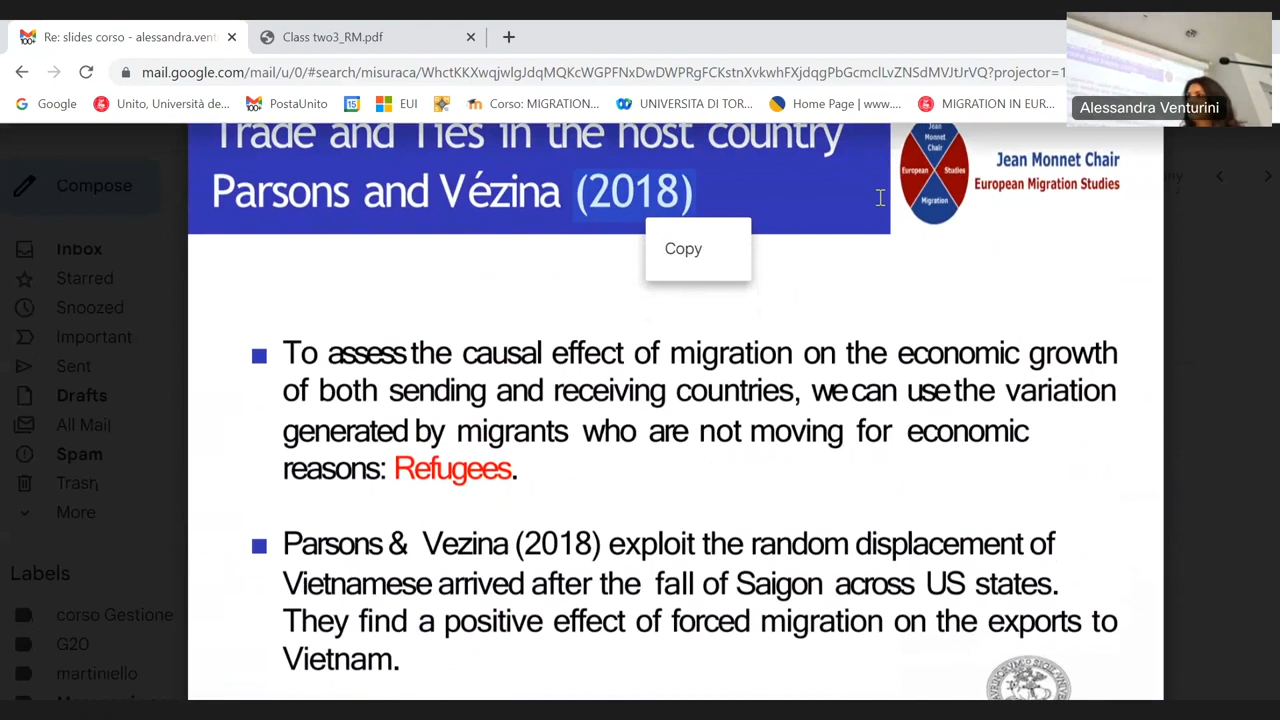 Re: slides corso - alessandra.ven
Class two3_RM.pdf
mail.google.com/mail/u/0/#search/misuraca/WhctKKXwqjwlgJdqMQKcWGPFNxDwDWPRgFCKstnXvkwhFXjdqgPbGcmclLvZNSdMVJtJrVQ?projector=1
Google
Unito, Università de...
PostaUnito
EUI
Corso: MIGRATION...
UNIVERSITA DI TOR...
Home Page | www....
MIGRATION IN EUR...
Alessandra Venturini
Compose
Inbox
Starred
Snoozed
Important
Sent
Drafts
All Mail
Spam
Trash
More
Labels
corso Gestione
G20
martiniello
Trade and Ties in the host country
Parsons and Vézina (2018)
Copy
Jean
Monnet
Chair
European
Studies
Migration
Jean Monnet Chair
European Migration Studies
To assess the causal effect of migration on the economic growth
of both sending and receiving countries, we can use the variation
generated by migrants who are not moving for economic
reasons: Refugees.
Parsons & Vezina (2018) exploit the random displacement of
Vietnamese arrived after the fall of Saigon across US states.
They find a positive effect of forced migration on the exports to
Vietnam.